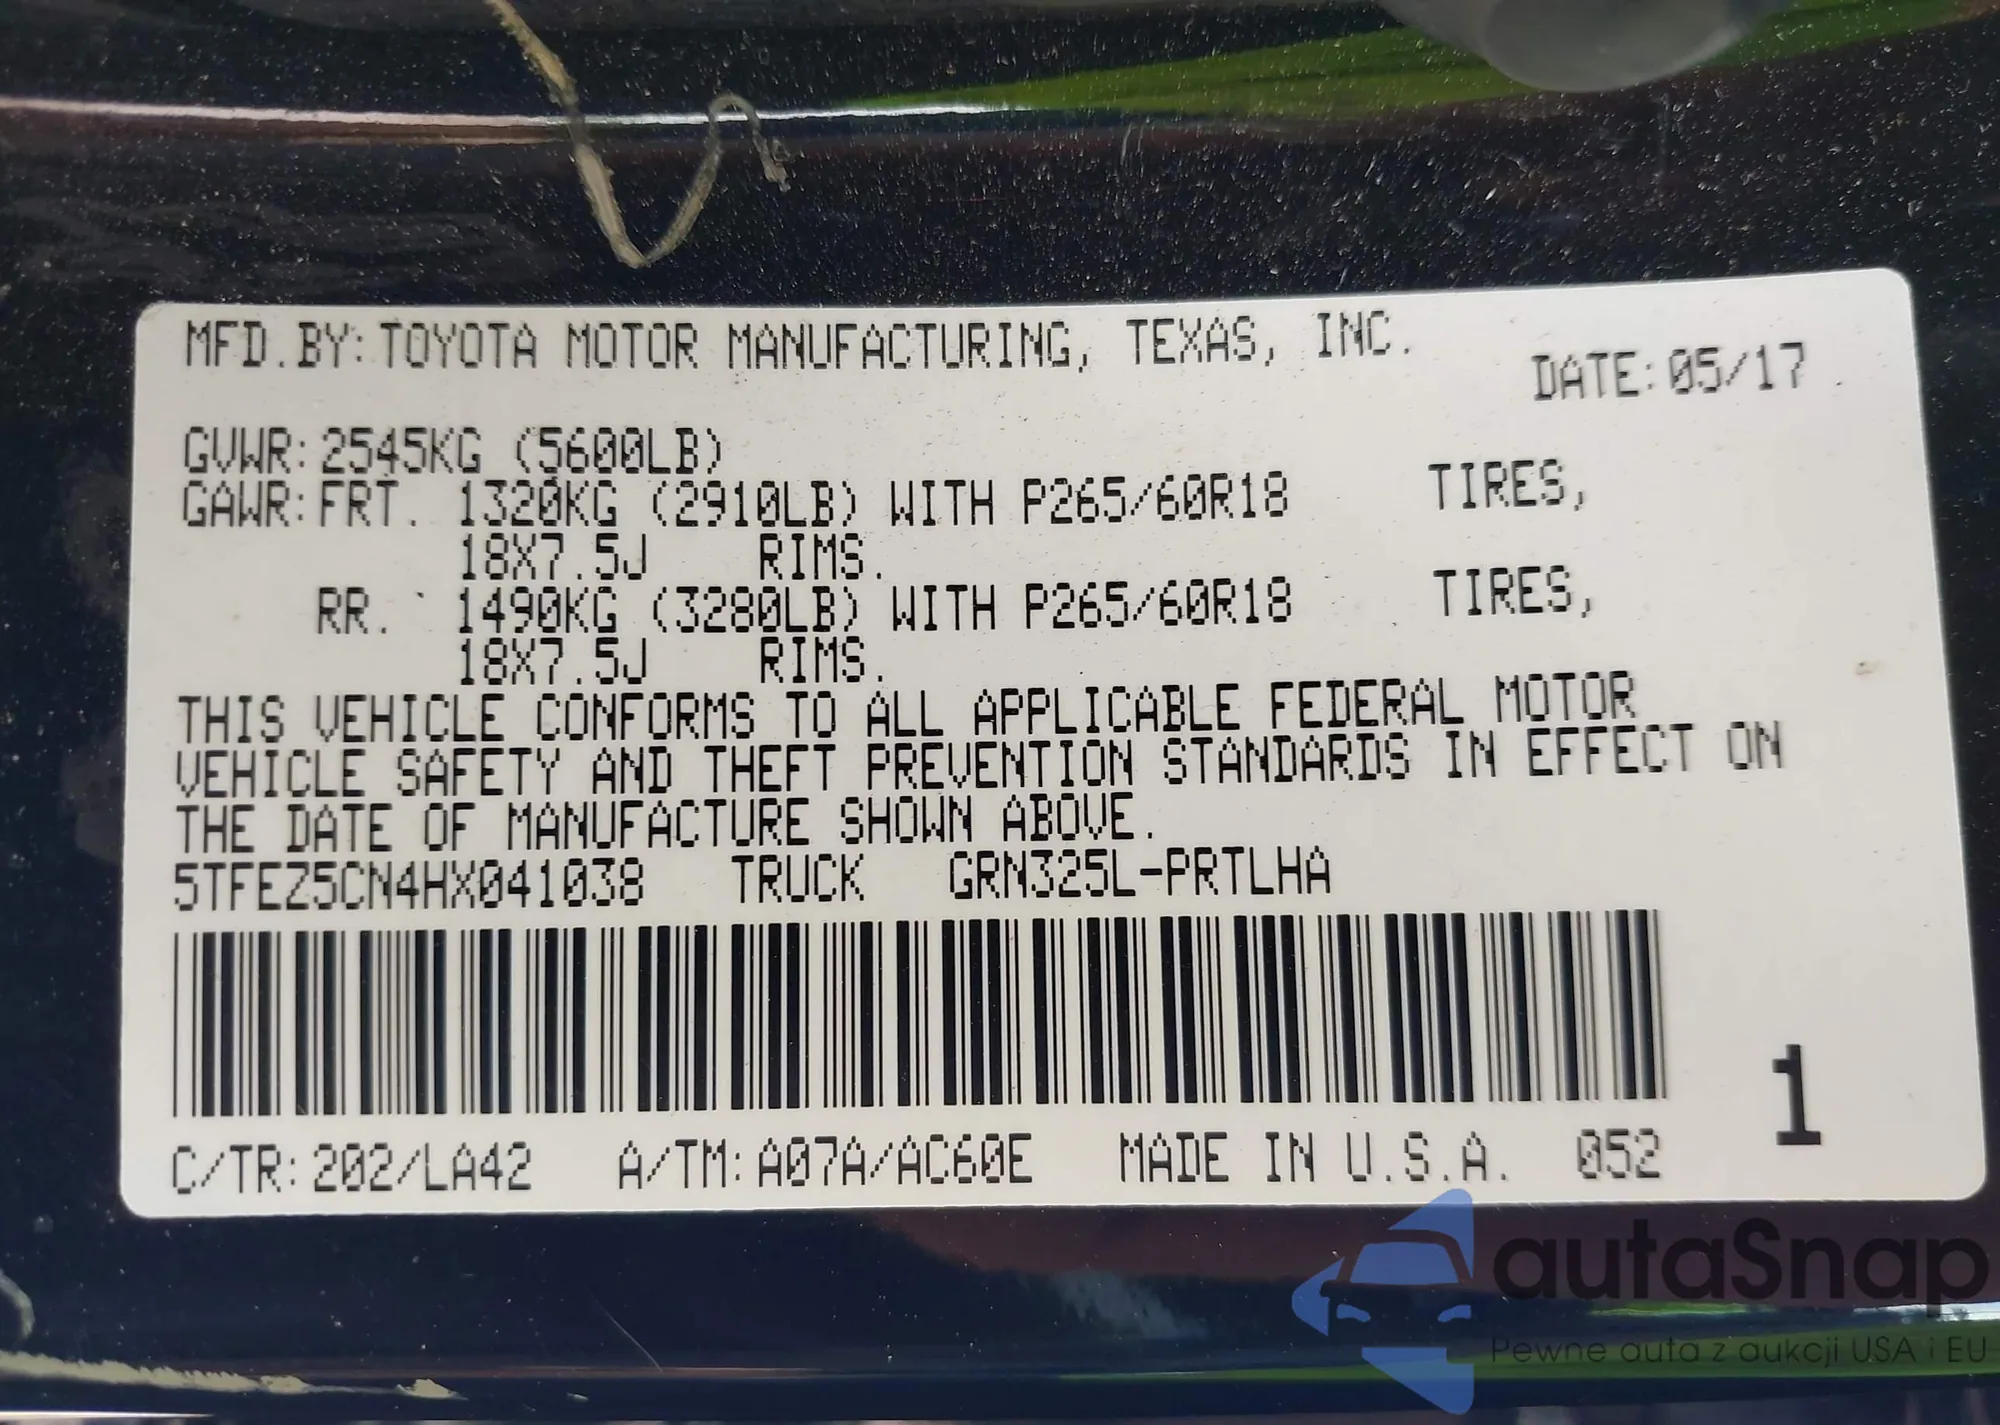 MFD.BY:TOYOTA MOTOR MANUFACTURING, TEXAS, INC.
DATE:05/17
GVWR:2545KG (5600LB)
GAWR:FRT. 1320KG (2910LB) WITH P265/60R18 TIRES,
18X7.5J RIMS.
RR. 1490KG (3280LB) WITH P265/60R18 TIRES,
18X7.5J RIMS.
THIS VEHICLE CONFORMS TO ALL APPLICABLE FEDERAL MOTOR
VEHICLE SAFETY AND THEFT PREVENTION STANDARDS IN EFFECT ON
THE DATE OF MANUFACTURE SHOWN ABOVE.
5TFEZ5CN4HX041038 TRUCK GRN325L-PRTLHA
1
C/TR:202/LA42 A/TM:A07A/AC60E MADE IN U.S.A. 052
autaSnap
Pewne auta z aukcji USA i EU